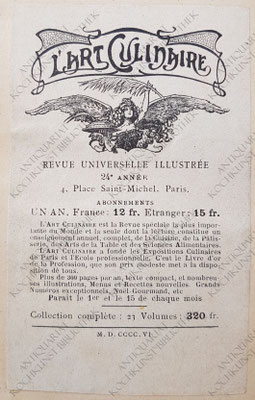 L'ART CULINAIRE
REVUE UNIVERSELLE ILLUSTRÉE
24e ANNÉE
4, Place Saint-Michel, Paris.
ABONNEMENTS
UN AN, France: 12 fr. Etranger: 15 fr.
L'ART CULINAIRE est la Revue spéciale la plus impor-
tante du Monde et la seule dont la lecture constitue un
enseignement annuel, complet, de la Cuisine, de la Pâtis-
serie, des Arts de la Table et des Sciences Alimentaires.
L'ART CULINAIRE a fondé les Expositions Culinaires
de Paris et l'Ecole professionnelle. C'est le Livre d'or
de la Profession, que son prix modeste met à la dispo-
sition de tous.
Plus de 360 pages par an, texte compact, et nombreu-
ses illustrations, Menus et Recettes nouvelles. Grands
Numéros exceptionnels, Noël-Gourmand, etc
Paraît le 1er et le 15 de chaque mois
Collection complète: 23 Volumes; 320 fr.
M. D. CCCC. VI